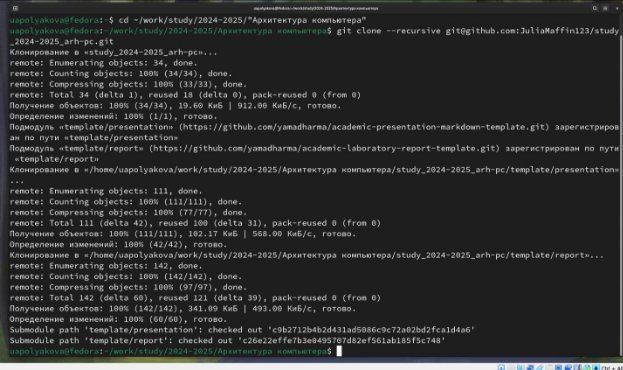 uapolyakova@fedora:~/work/study/2024-2025/Архитектура компьютера
uapolyakova@fedora:~$ cd ~/work/study/2024-2025/"Архитектура компьютера"
uapolyakova@fedora:~/work/study/2024-2025/Архитектура компьютера$ git clone --recursive git@github.com:JuliaMaffin123/study
_2024-2025_arh-pc.git
Клонирование в «study_2024-2025_arh-pc»...
remote: Enumerating objects: 34, done.
remote: Counting objects: 100% (34/34), done.
remote: Compressing objects: 100% (33/33), done.
remote: Total 34 (delta 1), reused 18 (delta 0), pack-reused 0 (from 0)
Получение объектов: 100% (34/34), 19.60 КиБ | 912.00 КиБ/с, готово.
Определение изменений: 100% (1/1), готово.
Подмодуль «template/presentation» (https://github.com/yamadharma/academic-presentation-markdown-template.git) зарегистриров
ан по пути «template/presentation»
Подмодуль «template/report» (https://github.com/yamadharma/academic-laboratory-report-template.git) зарегистрирован по пути
«template/report»
Клонирование в «/home/uapolyakova/work/study/2024-2025/Архитектура компьютера/study_2024-2025_arh-pc/template/presentation»
...
remote: Enumerating objects: 111, done.
remote: Counting objects: 100% (111/111), done.
remote: Compressing objects: 100% (77/77), done.
remote: Total 111 (delta 42), reused 100 (delta 31), pack-reused 0 (from 0)
Получение объектов: 100% (111/111), 102.17 КиБ | 568.00 КиБ/с, готово.
Определение изменений: 100% (42/42), готово.
Клонирование в «/home/uapolyakova/work/study/2024-2025/Архитектура компьютера/study_2024-2025_arh-pc/template/report»...
remote: Enumerating objects: 142, done.
remote: Counting objects: 100% (142/142), done.
remote: Compressing objects: 100% (97/97), done.
remote: Total 142 (delta 60), reused 121 (delta 39), pack-reused 0 (from 0)
Получение объектов: 100% (142/142), 341.09 КиБ | 493.00 КиБ/с, готово.
Определение изменений: 100% (60/60), готово.
Submodule path 'template/presentation': checked out 'c9b2712b4b2d431ad5086c9c72a02bd2fca1d4a6'
Submodule path 'template/report': checked out 'c26e22effe7b3e0495707d82ef561ab185f5c748'
uapolyakova@fedora:~/work/study/2024-2025/Архитектура компьютера$